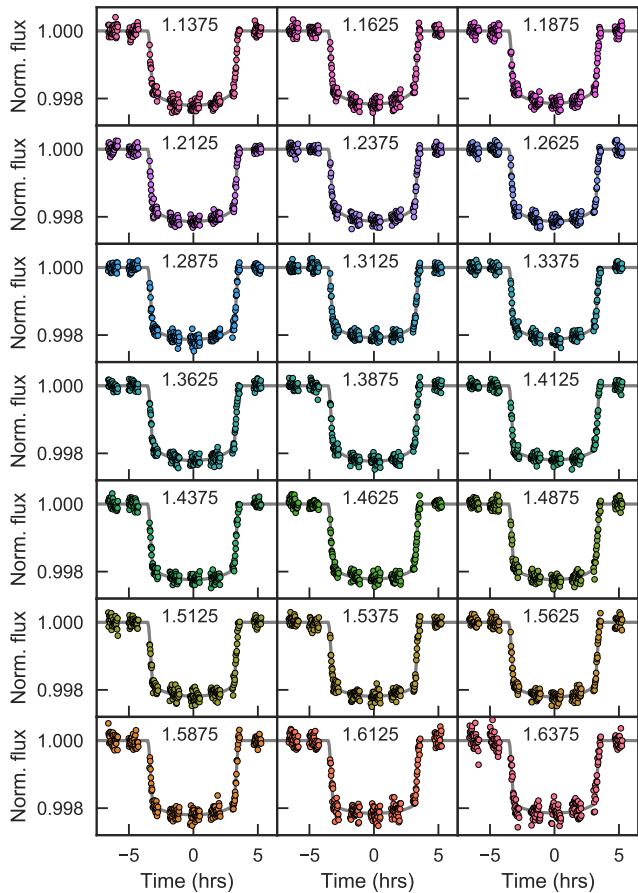 Norm. flux 1.000 0.998 1.1375 1.1625 1.1875
Norm. flux 1.000 0.998 1.2125 1.2375 1.2625
Norm. flux 1.000 0.998 1.2875 1.3125 1.3375
Norm. flux 1.000 0.998 1.3625 1.3875 1.4125
Norm. flux 1.000 0.998 1.4375 1.4625 1.4875
Norm. flux 1.000 0.998 1.5125 1.5375 1.5625
Norm. flux 1.000 0.998 1.5875 1.6125 1.6375
−5 0 5 −5 0 5 −5 0 5
Time (hrs) Time (hrs) Time (hrs)